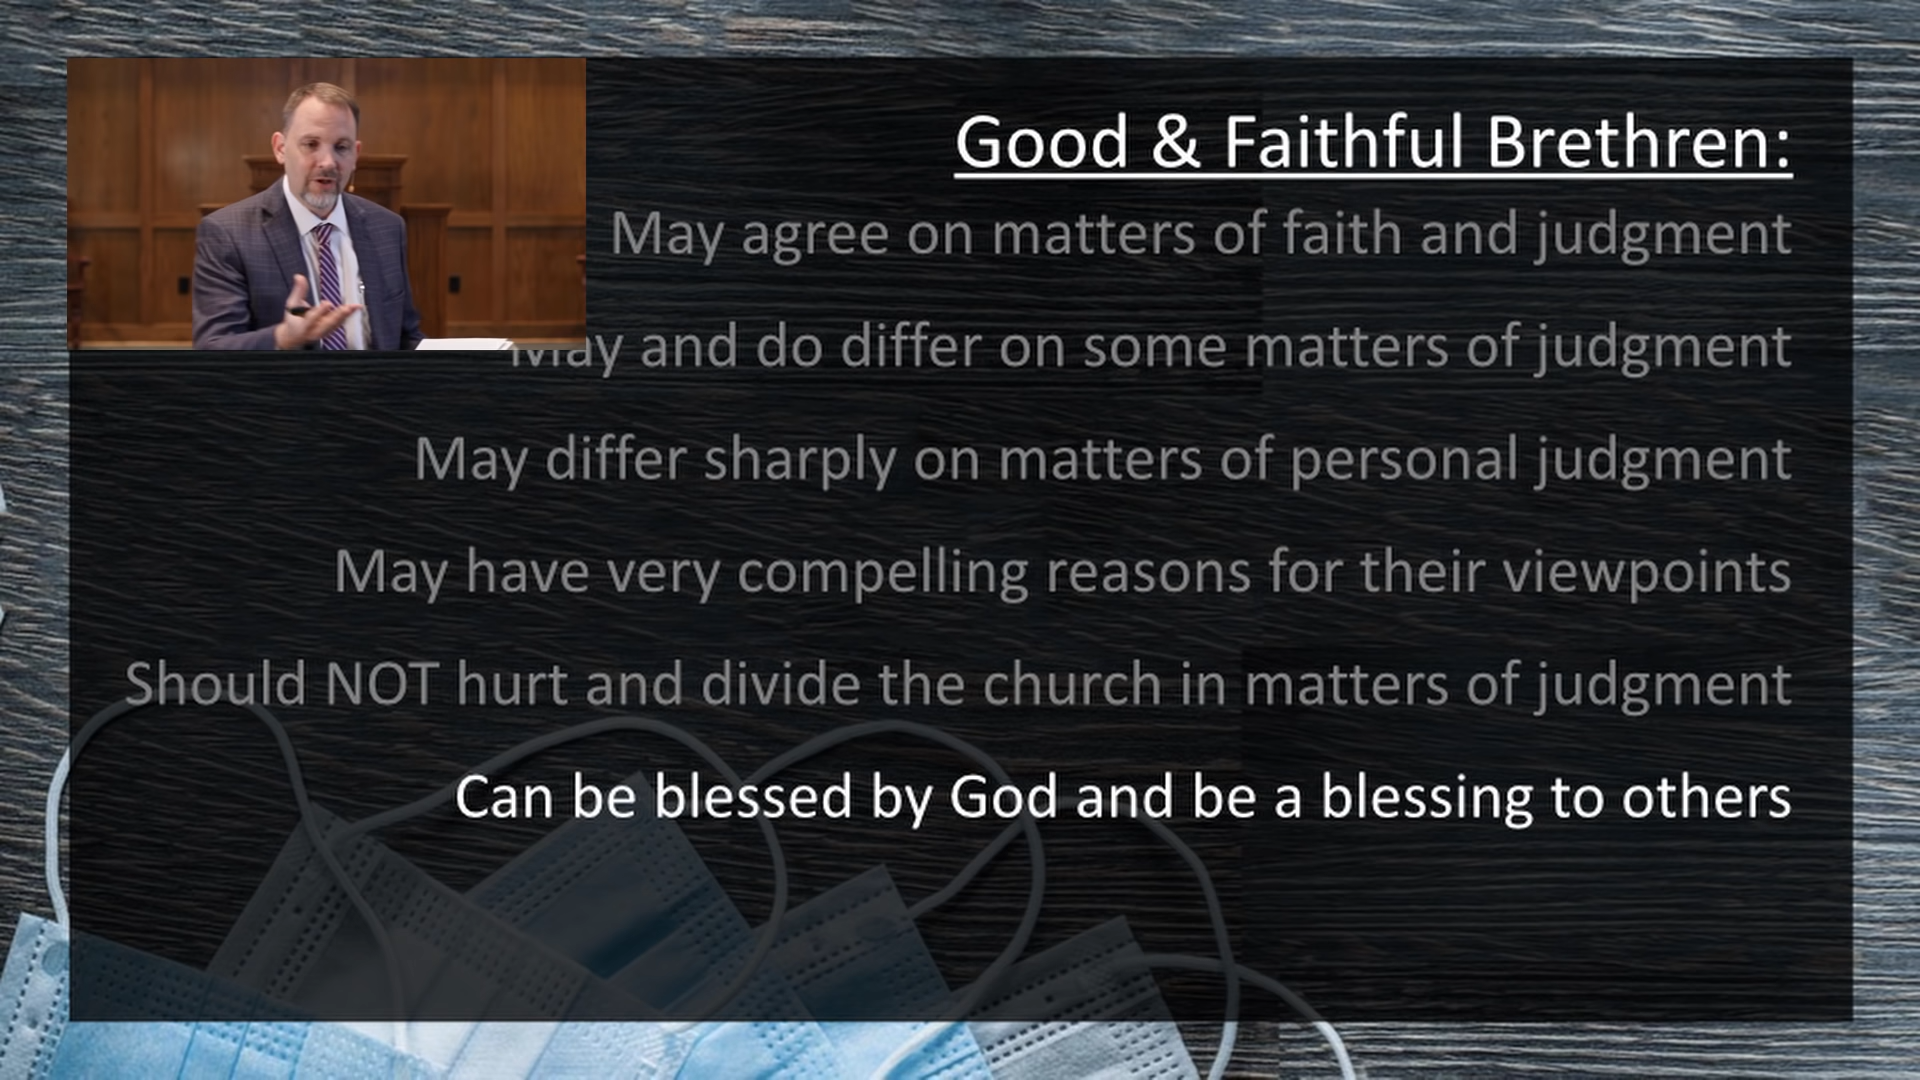 Good & Faithful Brethren:
May agree on matters of faith and judgment
May and do differ on some matters of judgment
May differ sharply on matters of personal judgment
May have very compelling reasons for their viewpoints
Should NOT hurt and divide the church in matters of judgment
Can be blessed by God and be a blessing to others